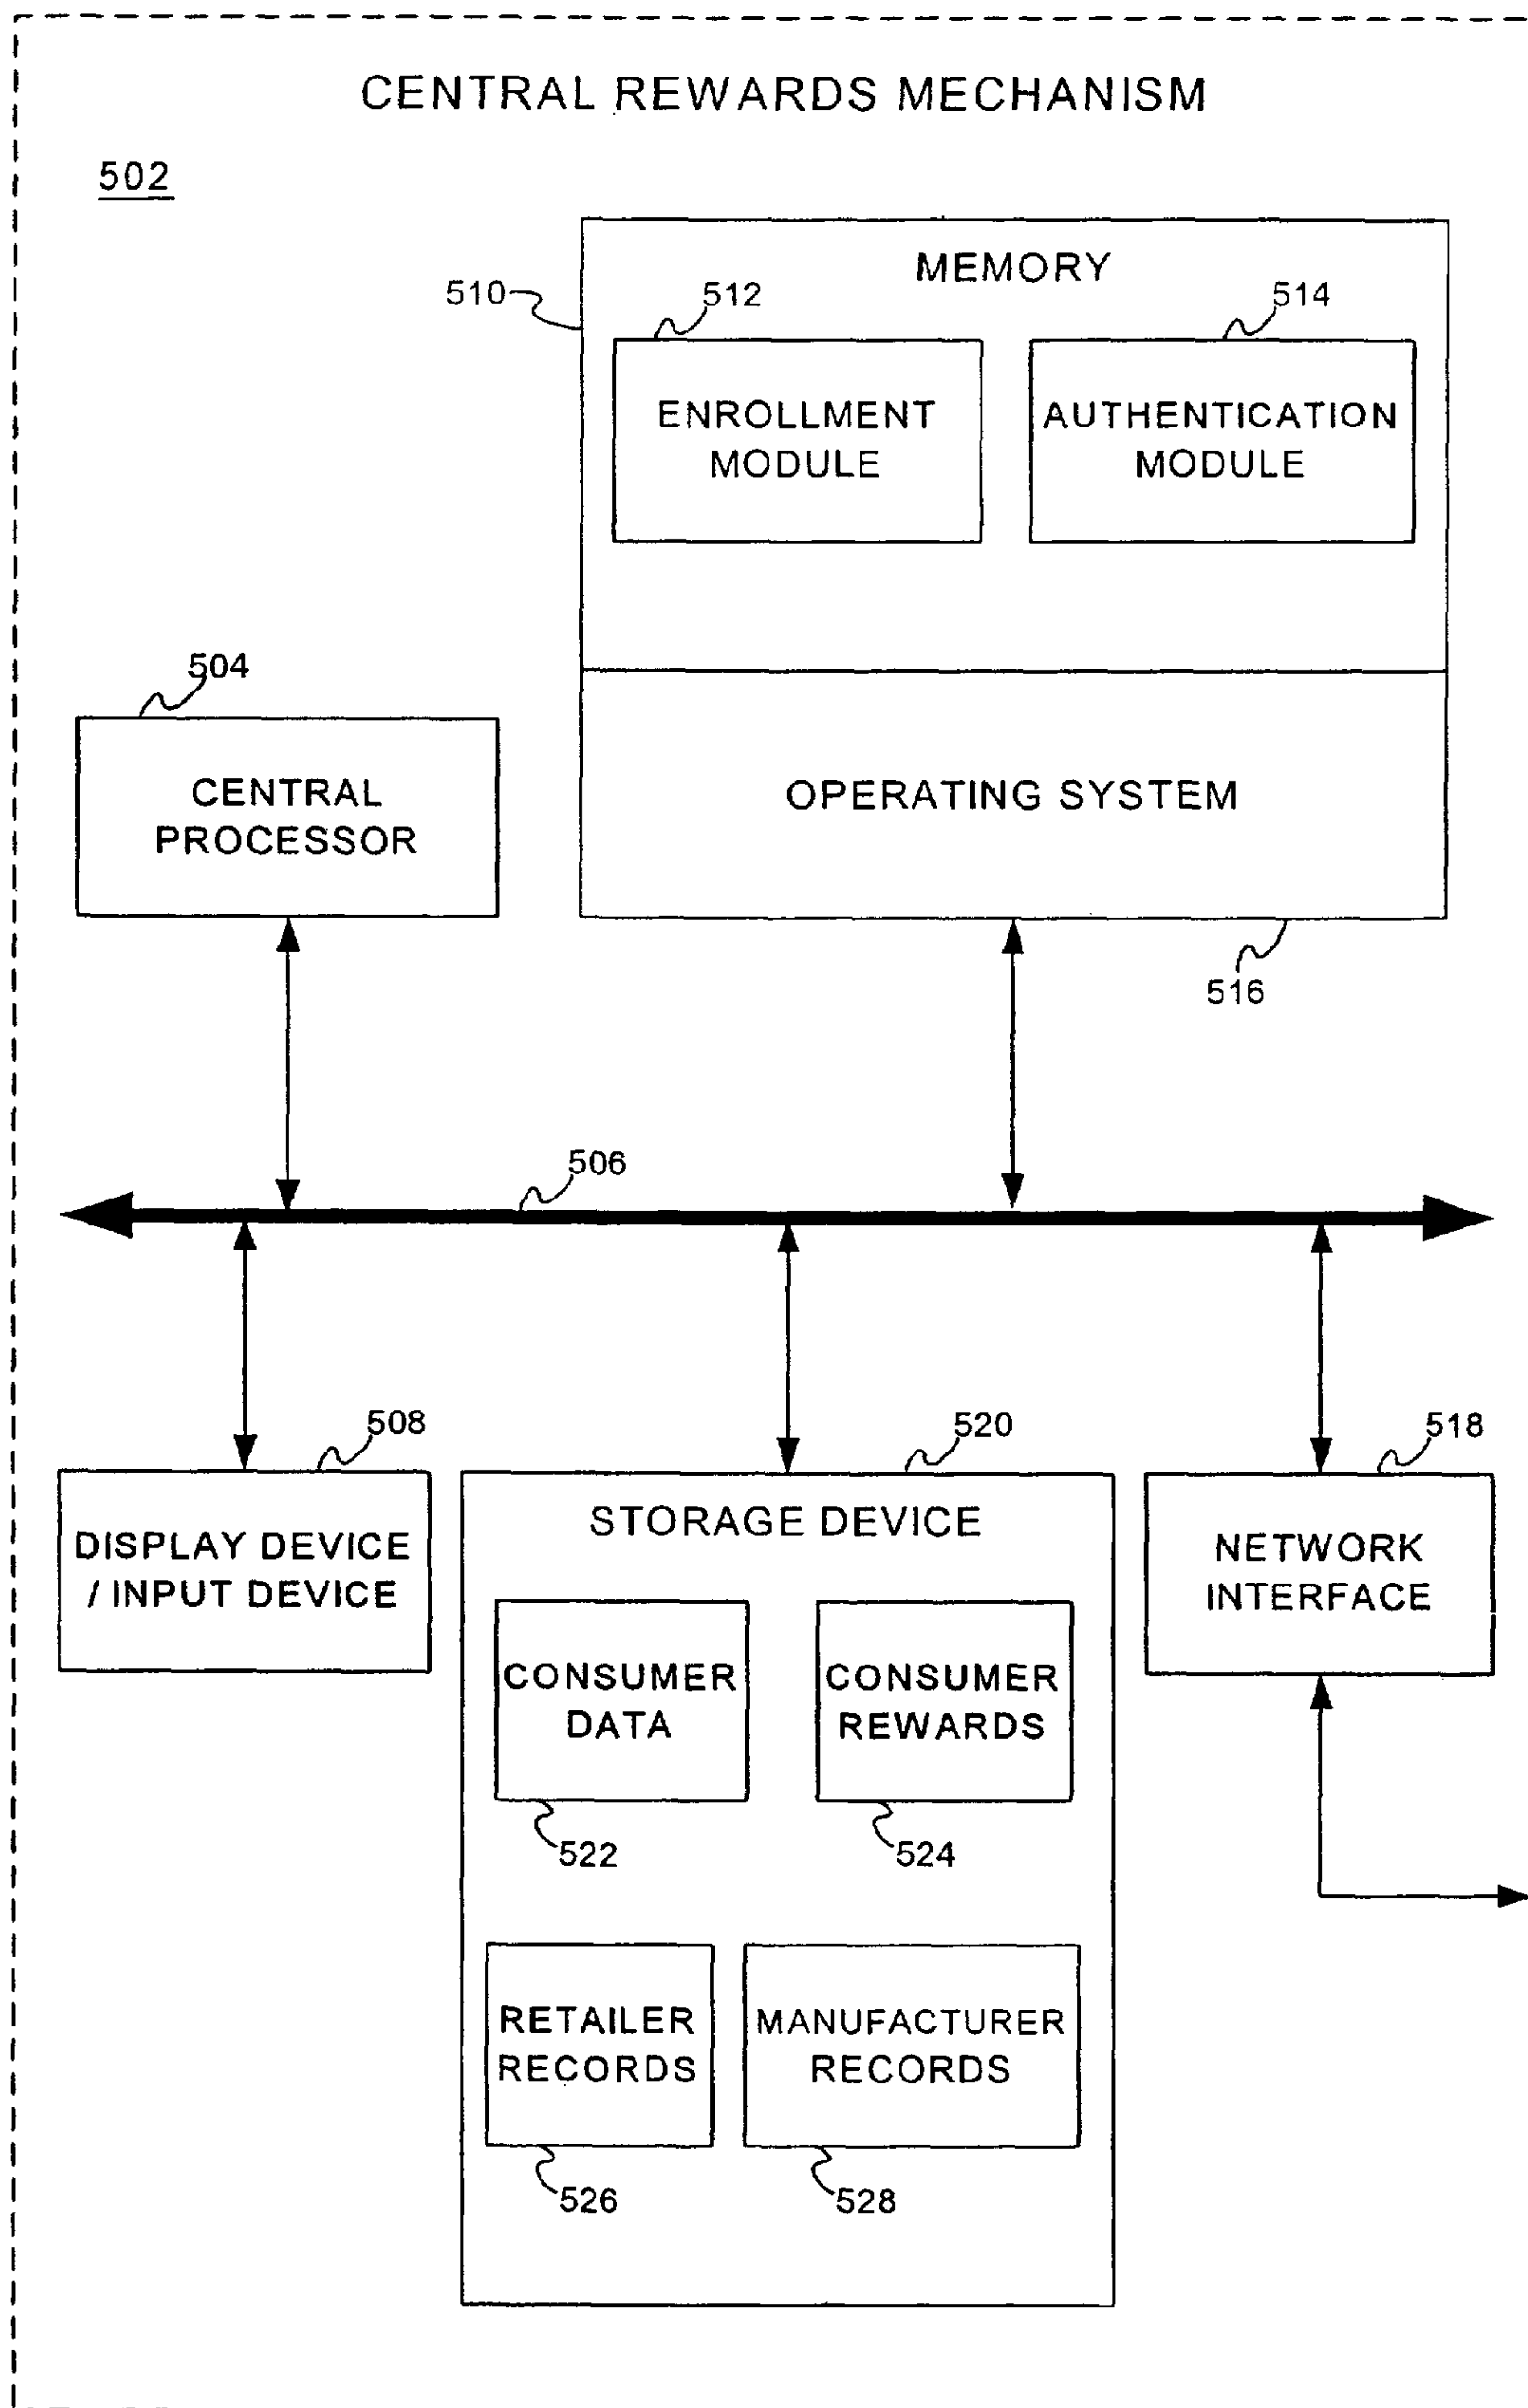 CENTRAL REWARDS MECHANISM
502
MEMORY
510
512
514
ENROLLMENT
MODULE
AUTHENTICATION
MODULE
504
CENTRAL
PROCESSOR
OPERATING SYSTEM
516
506
508
520
518
DISPLAY DEVICE
/ INPUT DEVICE
STORAGE DEVICE
NETWORK
INTERFACE
CONSUMER
DATA
CONSUMER
REWARDS
522
524
RETAILER
RECORDS
MANUFACTURER
RECORDS
526
528